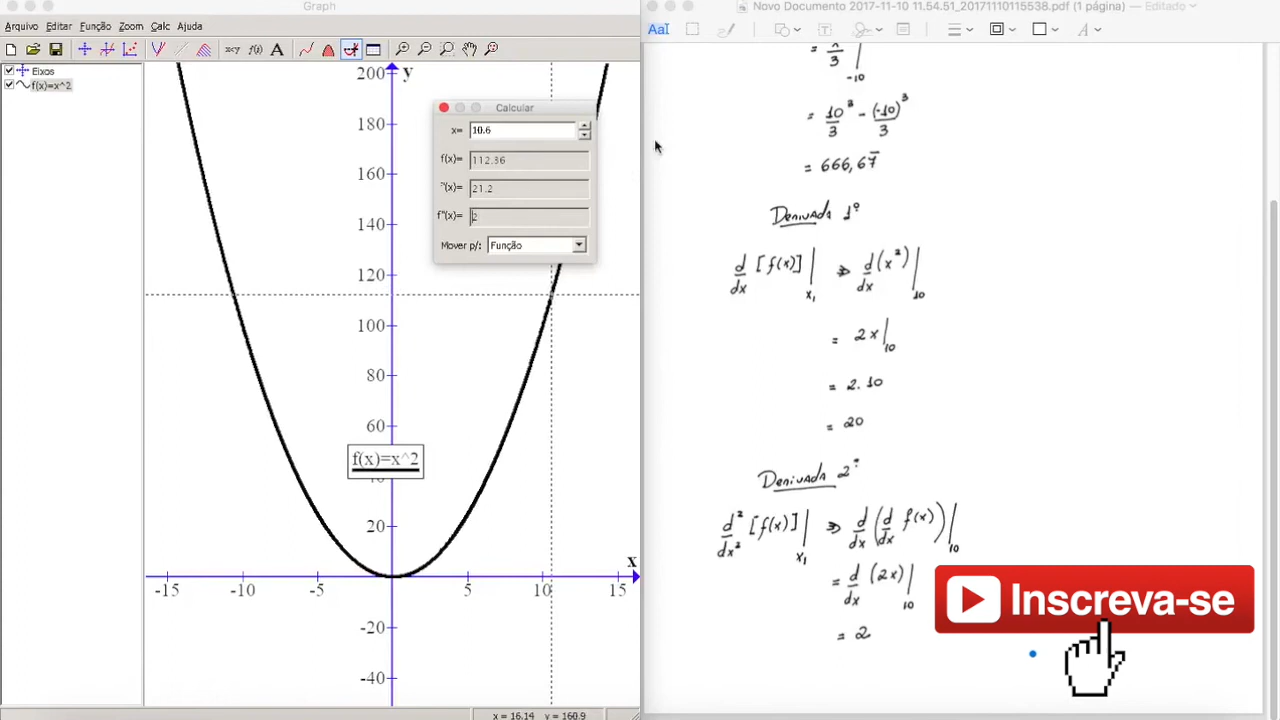 Graph
Arquivo Editar Função Zoom Calc Ajuda
Eixos
f(x)=x^2
y
200
180
160
140
120
100
80
60
20
-20
-40
x
-15 -10 -5 5 10 15
f(x)=x^2
Calcular
x= 10.6
f(x)= 112.36
f'(x)= 21.2
f''(x)= 2
Mover p/: Função
x = 16.14 y = 160.9
Novo Documento 2017-11-10 11.54.51_20171110115538.pdf (1 página) — Editado
= 3 | -10
= 10³/3 - (-10)³/3
= 666,67
Derivada 1º
d/dx [f(x)] | x₁ ⇒ d/dx (x²) | 10
= 2x | 10
= 2.10
= 20
Derivada 2º
d²/dx² [f(x)] | x₁ ⇒ d/dx (d/dx f(x)) | 10
= d/dx (2x) | 10
= 2
Inscreva-se